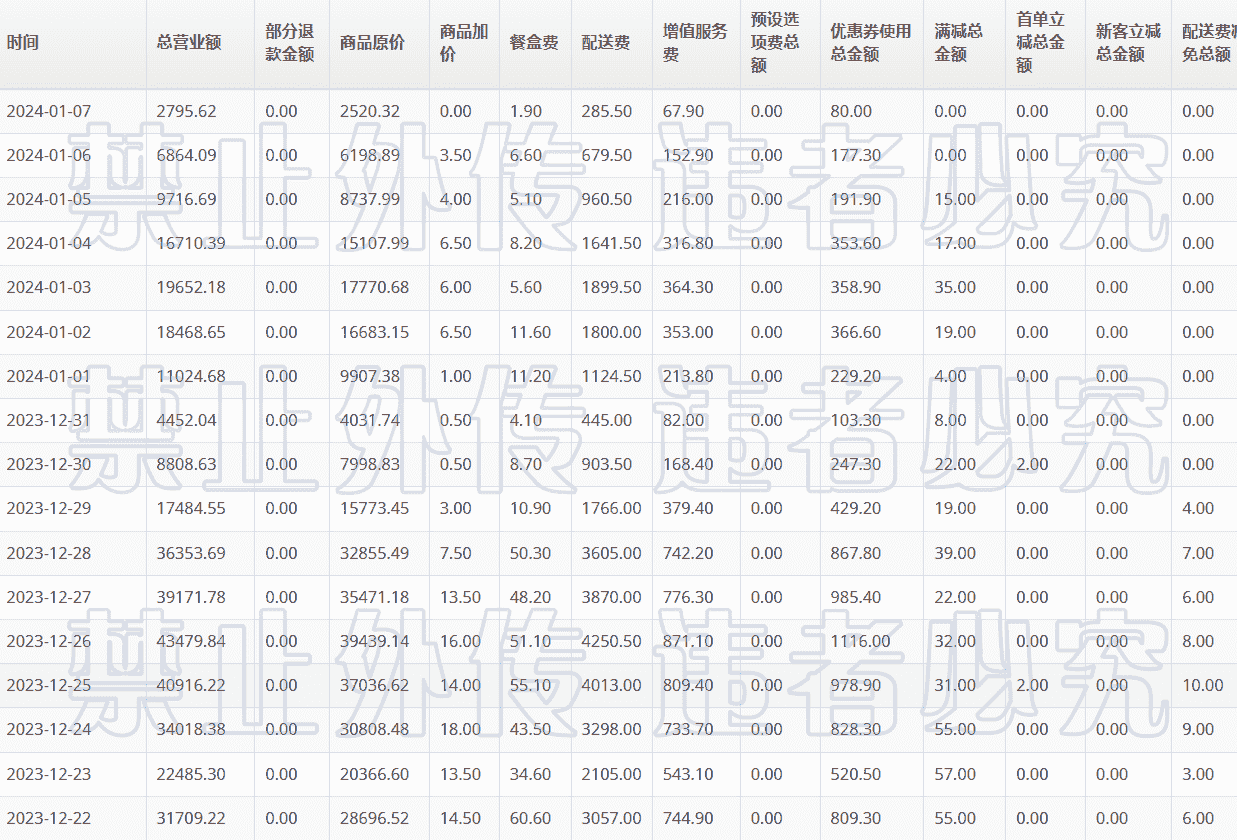 时间 总营业额 部分退款金额 商品原价 商品加价 餐盒费 配送费 增值服务费 预设选项费总额 优惠券使用总金额 满减总金额 首单立减总金额 新客立减总金额 配送费减免总额
2024-01-07 2795.62 0.00 2520.32 0.00 1.90 285.50 67.90 0.00 80.00 0.00 0.00 0.00 0.00
2024-01-06 6864.09 0.00 6198.89 3.50 6.60 679.50 152.90 0.00 177.30 0.00 0.00 0.00 0.00
2024-01-05 9716.69 0.00 8737.99 4.00 5.10 960.50 216.00 0.00 191.90 15.00 0.00 0.00 0.00
2024-01-04 16710.39 0.00 15107.99 6.50 8.20 1641.50 316.80 0.00 353.60 17.00 0.00 0.00 0.00
2024-01-03 19652.18 0.00 17770.68 6.00 5.60 1899.50 364.30 0.00 358.90 35.00 0.00 0.00 0.00
2024-01-02 18468.65 0.00 16683.15 6.50 11.60 1800.00 353.00 0.00 366.60 19.00 0.00 0.00 0.00
2024-01-01 11024.68 0.00 9907.38 1.00 11.20 1124.50 213.80 0.00 229.20 4.00 0.00 0.00 0.00
2023-12-31 4452.04 0.00 4031.74 0.50 4.10 445.00 82.00 0.00 103.30 8.00 0.00 0.00 0.00
2023-12-30 8808.63 0.00 7998.83 0.50 8.70 903.50 168.40 0.00 247.30 22.00 2.00 0.00 0.00
2023-12-29 17484.55 0.00 15773.45 3.00 10.90 1766.00 379.40 0.00 429.20 19.00 0.00 0.00 4.00
2023-12-28 36353.69 0.00 32855.49 7.50 50.30 3605.00 742.20 0.00 867.80 39.00 0.00 0.00 7.00
2023-12-27 39171.78 0.00 35471.18 13.50 48.20 3870.00 776.30 0.00 985.40 22.00 0.00 0.00 6.00
2023-12-26 43479.84 0.00 39439.14 16.00 51.10 4250.50 871.10 0.00 1116.00 32.00 0.00 0.00 8.00
2023-12-25 40916.22 0.00 37036.62 14.00 55.10 4013.00 809.40 0.00 978.90 31.00 2.00 0.00 10.00
2023-12-24 34018.38 0.00 30808.48 18.00 43.50 3298.00 733.70 0.00 828.30 55.00 0.00 0.00 9.00
2023-12-23 22485.30 0.00 20366.60 13.50 34.60 2105.00 543.10 0.00 520.50 57.00 0.00 0.00 3.00
2023-12-22 31709.22 0.00 28696.52 14.50 60.60 3057.00 744.90 0.00 809.30 55.00 0.00 0.00 6.00
禁止外传 违者必究
禁止外传 违者必究
禁止外传 违者必究